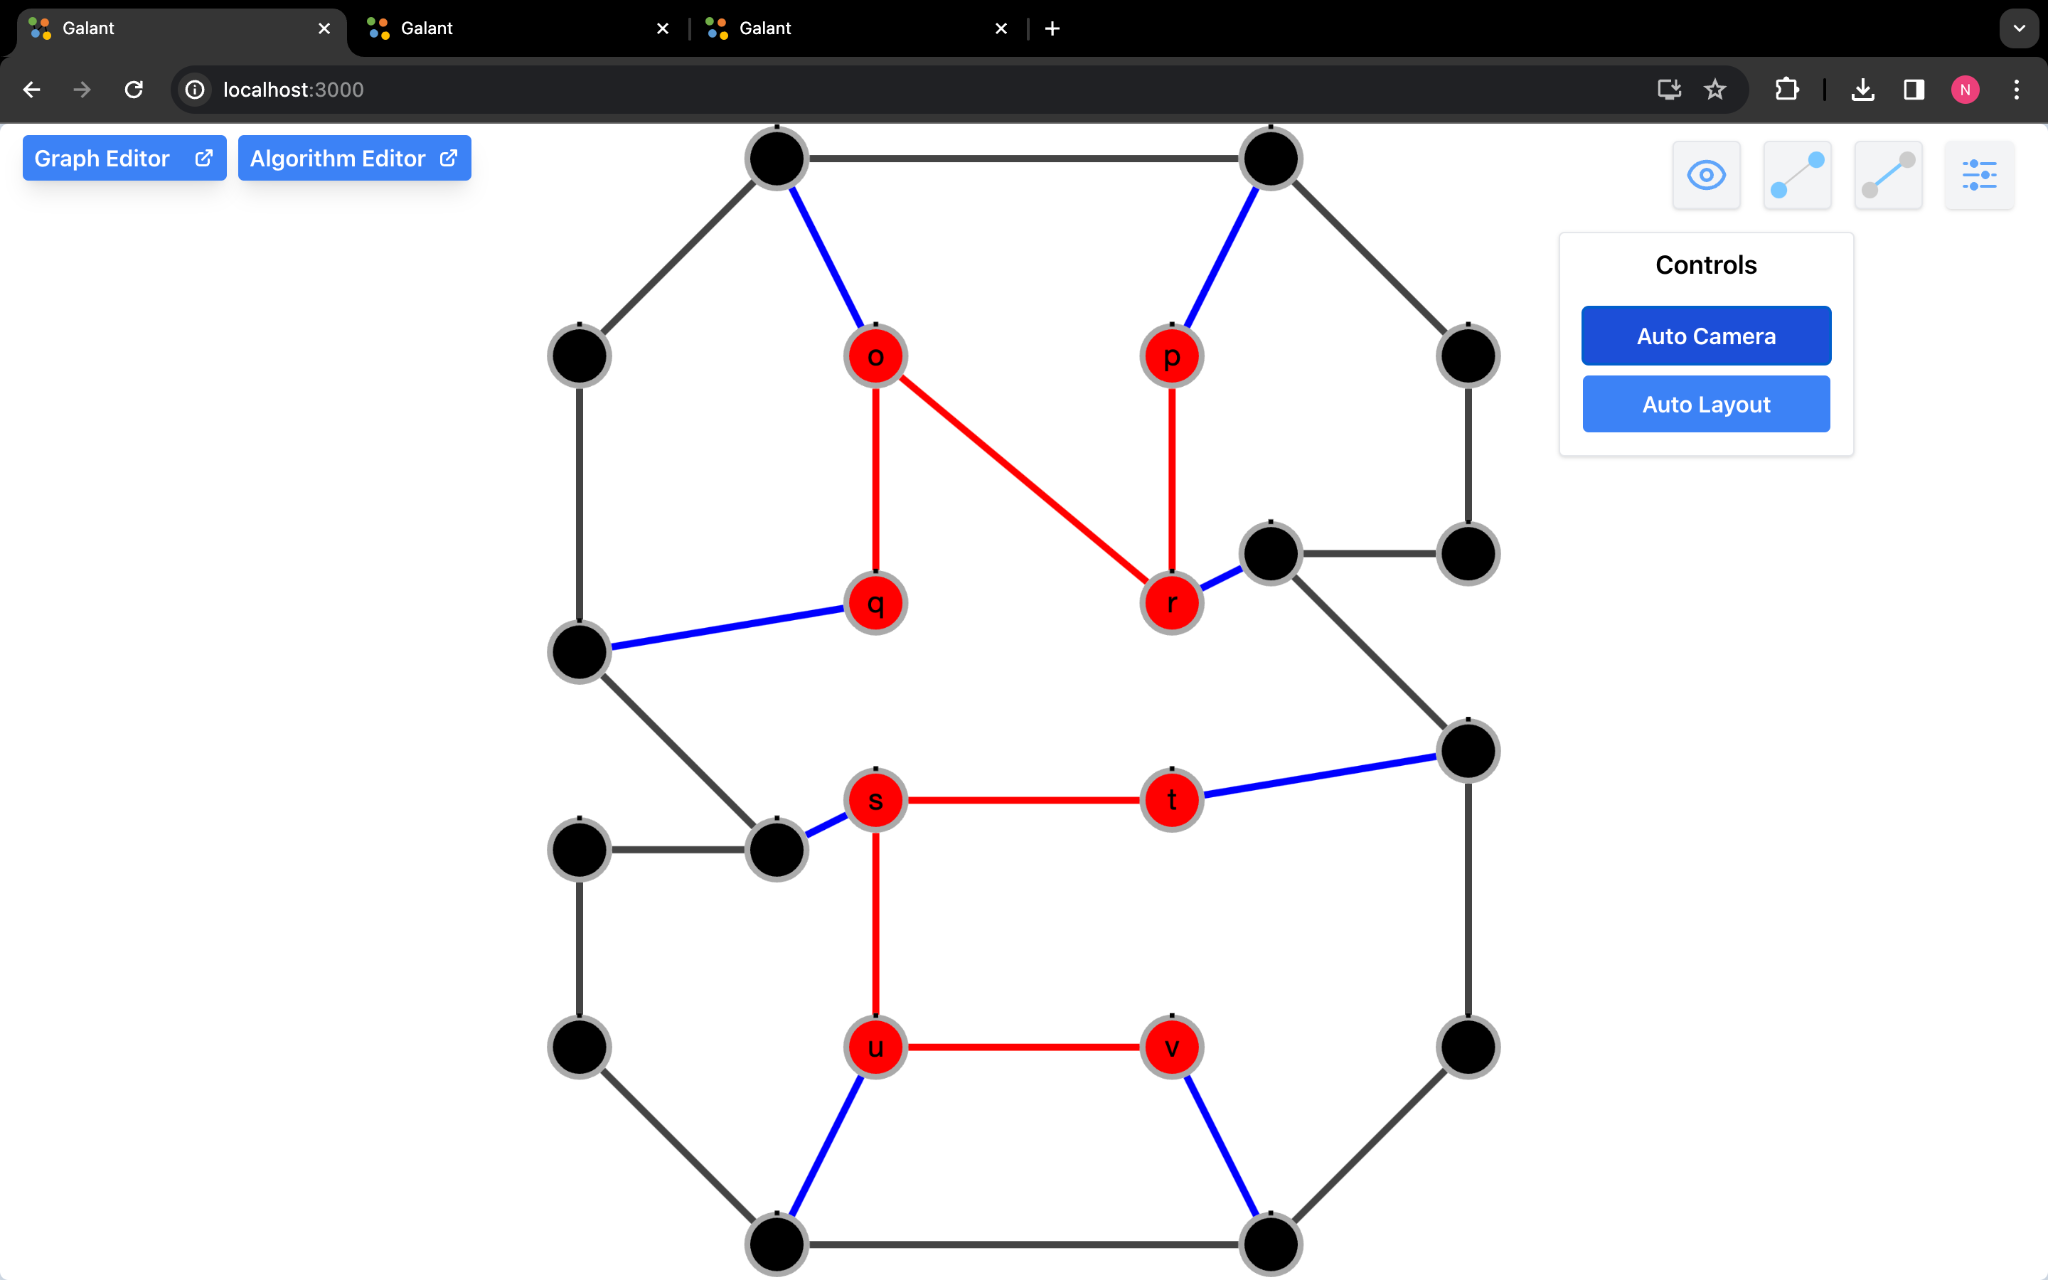 Galant
Galant
Galant
localhost:3000
N
Graph Editor
Algorithm Editor
Controls
Auto Camera
Auto Layout
o
p
q
r
s
t
u
v